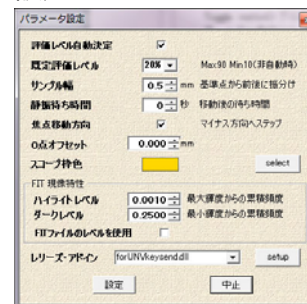 パラメータ設定
評価レベル自動決定
既定評価レベル 20% Max90 Min10(非自動時)
サンプル幅 0.5 mm 基準点から前後に振分け
静振待ち時間 0 秒 移動後の待ち時間
焦点移動方向 マイナス方向へステップ
0点オフセット 0.000 mm
スコープ枠色 select
FIT 現像特性
ハイライトレベル 0.0010 最大輝度からの累積頻度
ダークレベル 0.2500 最小輝度からの累積頻度
FITファイルのレベルを使用
レリーズ・アドイン forUNVkeysend.dll setup
設定 中止